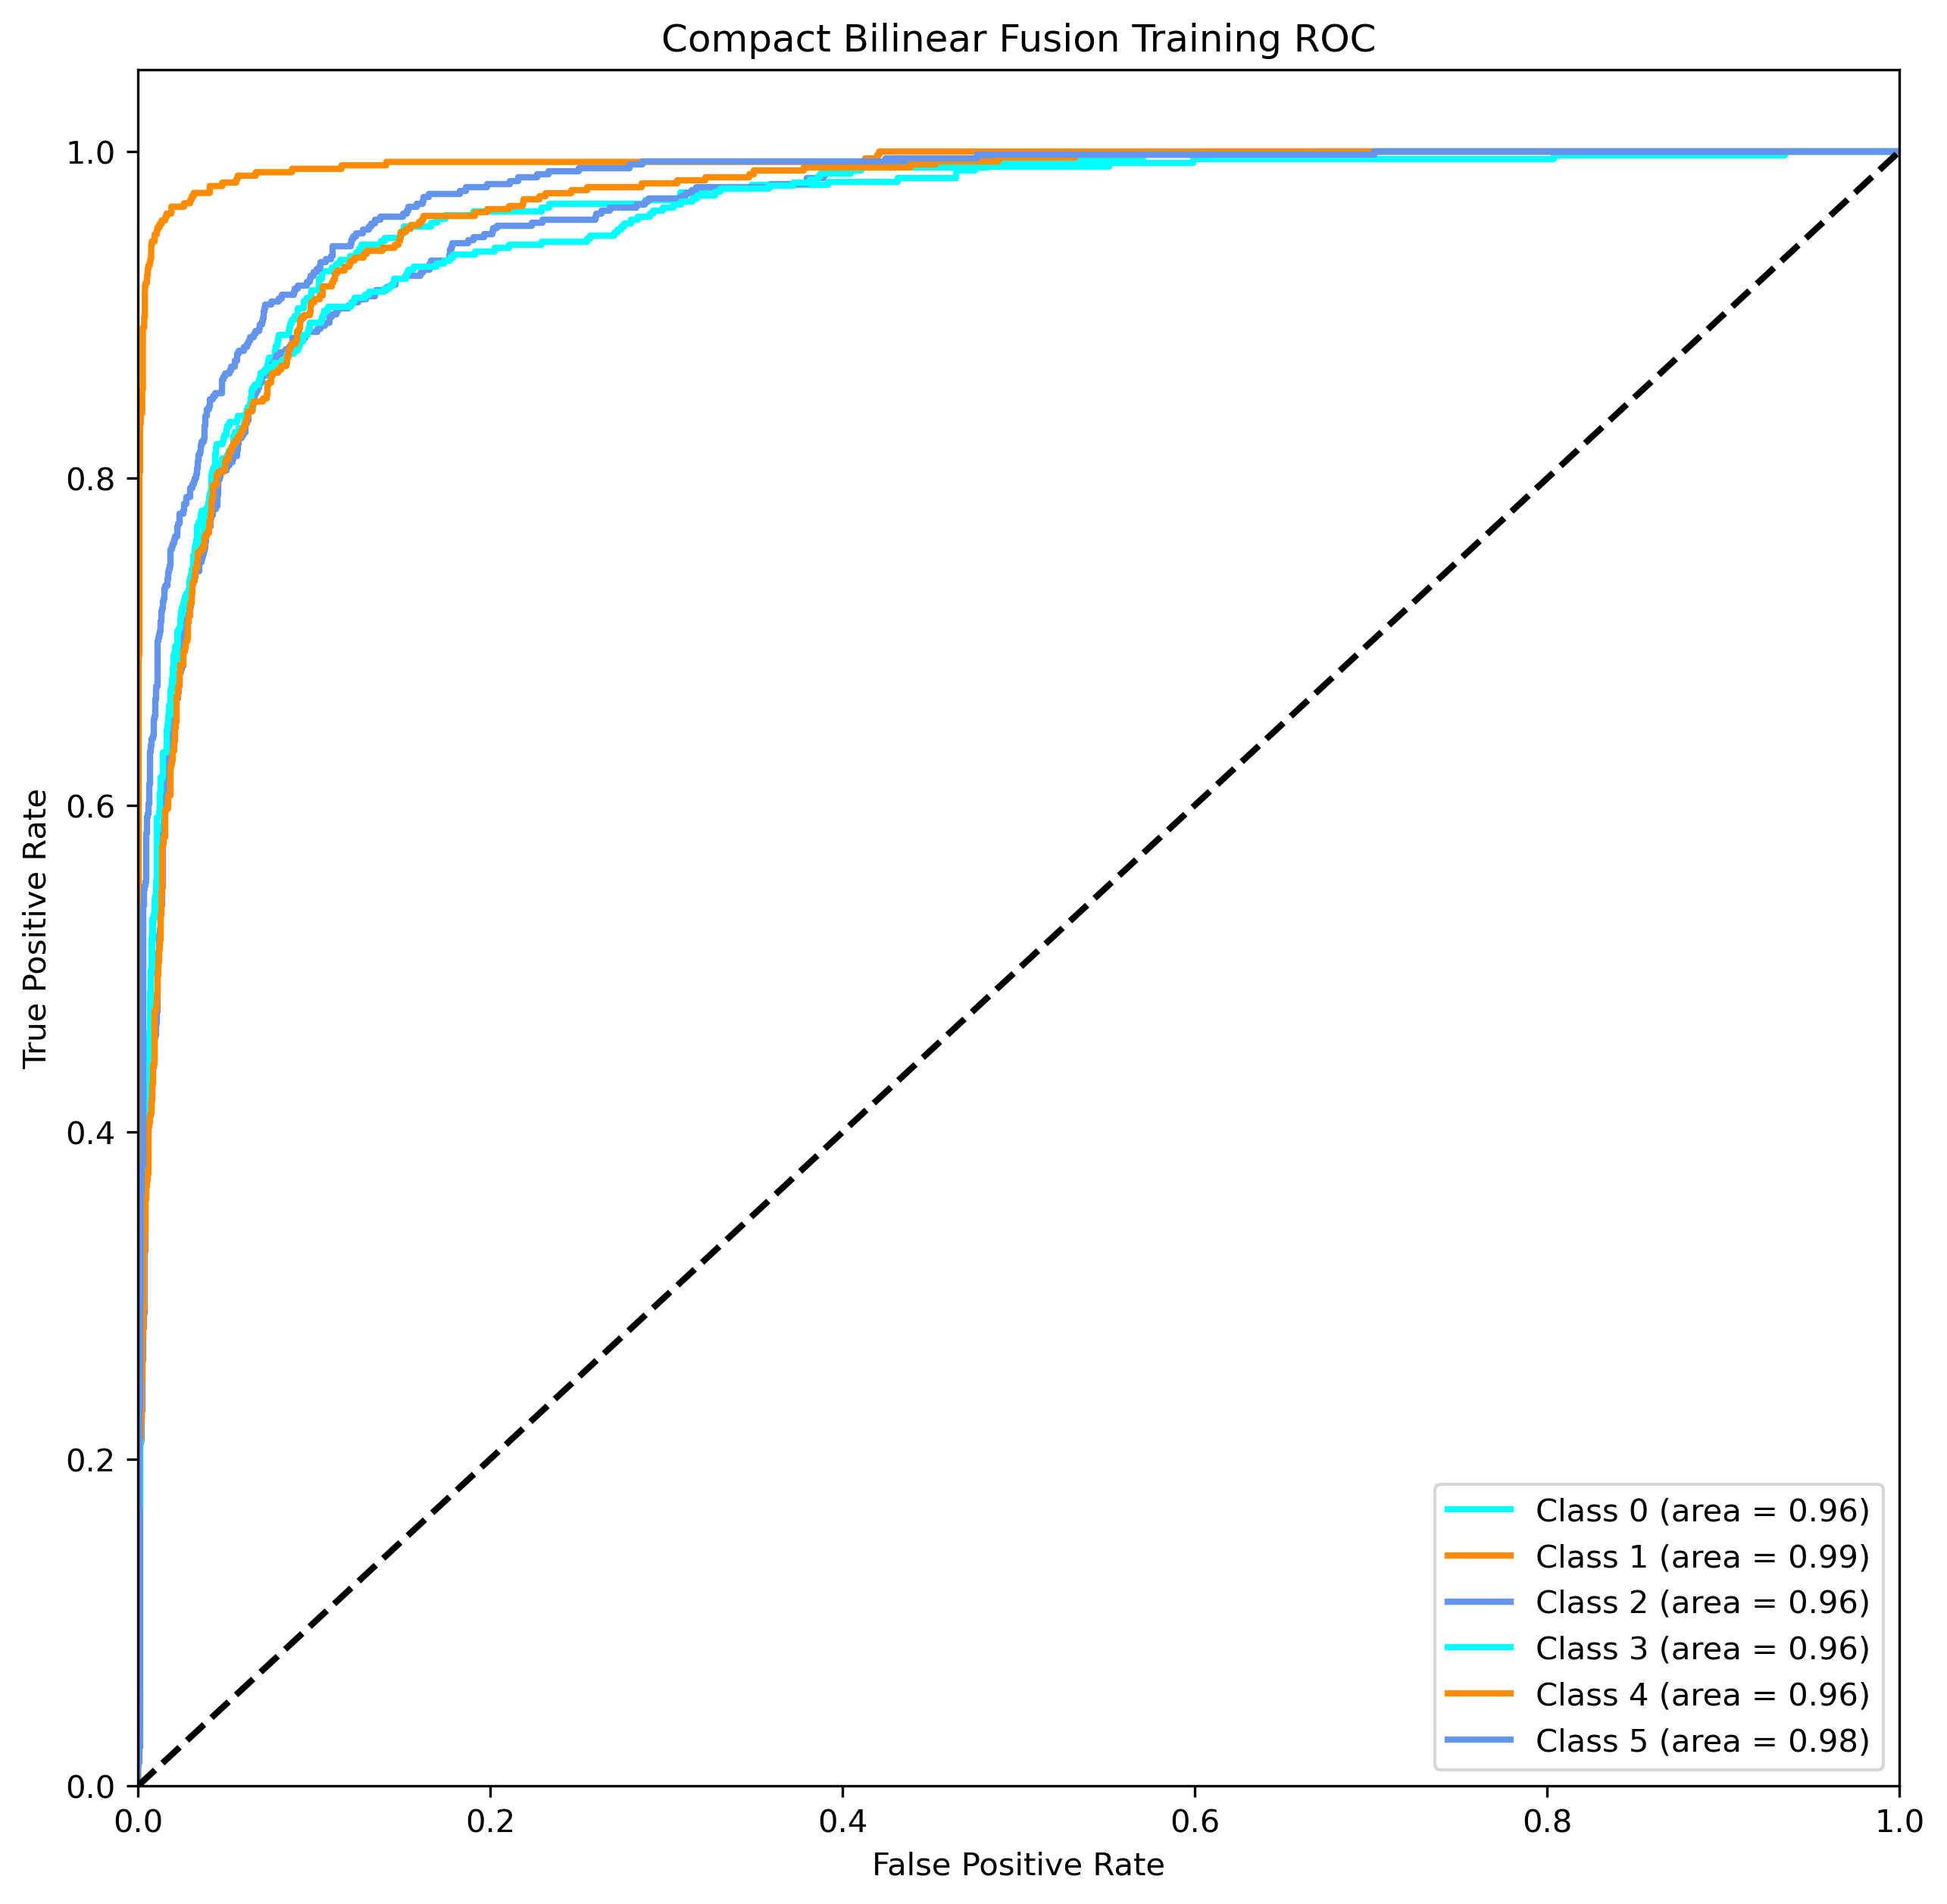 Compact Bilinear Fusion Training ROC
True Positive Rate
1.0
0.8
0.6
0.4
0.2
0.0
0.0 0.2 0.4 0.6 0.8 1.0
False Positive Rate
Class 0 (area = 0.96)
Class 1 (area = 0.99)
Class 2 (area = 0.96)
Class 3 (area = 0.96)
Class 4 (area = 0.96)
Class 5 (area = 0.98)